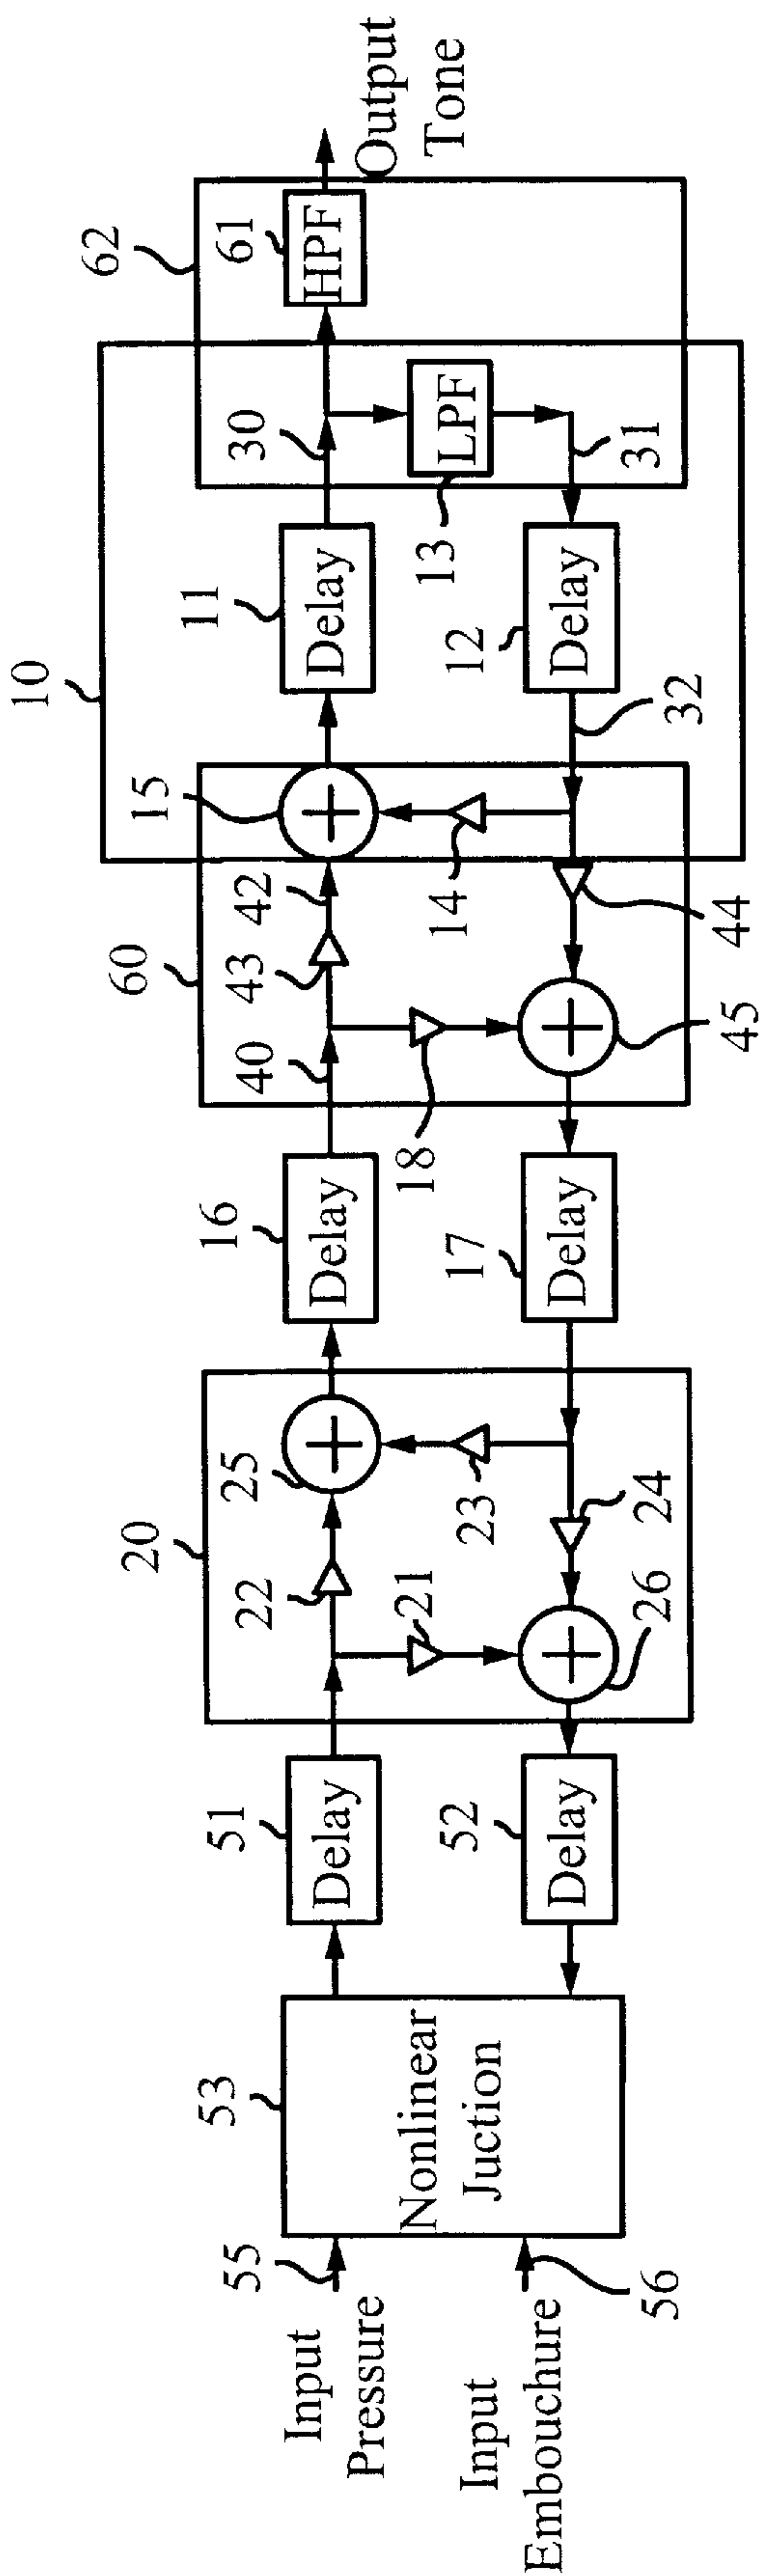 Input
Pressure
55
Input
Embouchure
56
53
Nonlinear
Juction
51
Delay
52
Delay
20
22
21
25
23
24
26
16
Delay
17
Delay
60
40
43
42
18
14
44
45
10
15
11
Delay
12
Delay
32
30
13
LPF
31
62
61
HPF
Output
Tone